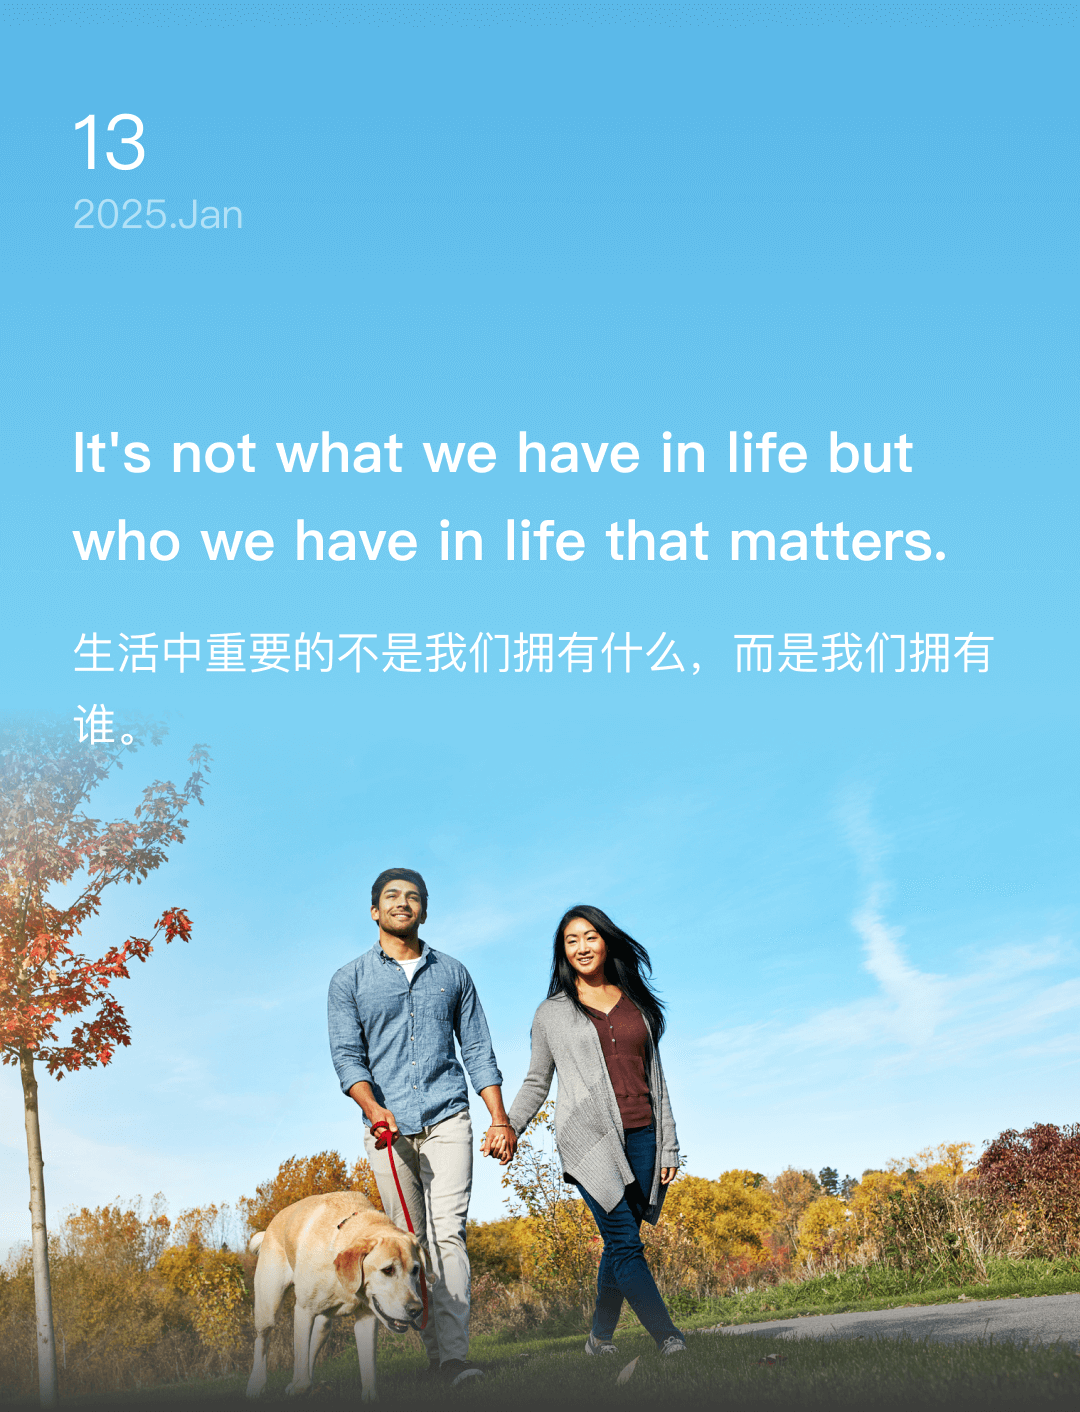 13
2025.Jan
It's not what we have in life but
who we have in life that matters.
生活中重要的不是我们拥有什么，而是我们拥有
谁。